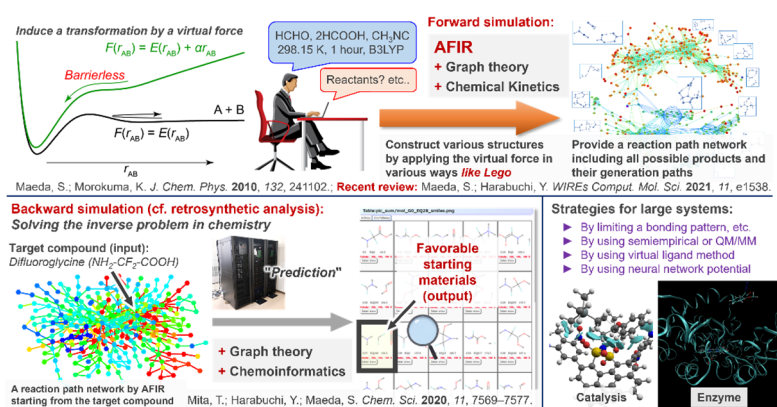 Induce a transformation by a virtual force
F(rAB) = E(rAB) + αrAB
Barrierless
A + B
F(rAB) = E(rAB)
rAB
HCHO, 2HCOOH, CH3NC
298.15 K, 1 hour, B3LYP
Reactants? etc..
Forward simulation:
AFIR
+ Graph theory
+ Chemical Kinetics
Construct various structures
by applying the virtual force in
various ways like Lego
Provide a reaction path network
including all possible products and
their generation paths
Maeda, S.; Morokuma, K. J. Chem. Phys. 2010, 132, 241102.; Recent review: Maeda, S.; Harabuchi, Y. WIREs Comput. Mol. Sci. 2021, 11, e1538.
Backward simulation (cf. retrosynthetic analysis):
Solving the inverse problem in chemistry
Target compound (input):
Difluoroglycine (NH2-CF2-COOH)
"Prediction"
+ Graph theory
+ Chemoinformatics
A reaction path network by AFIR
starting from the target compound
Favorable
starting
materials
(output)
Mita, T.; Harabuchi, Y.; Maeda, S. Chem. Sci. 2020, 11, 7569–7577.
Strategies for large systems:
By limiting a bonding pattern, etc.
By using semiempirical or QM/MM
By using virtual ligand method
By using neural network potential
Catalysis
Enzyme